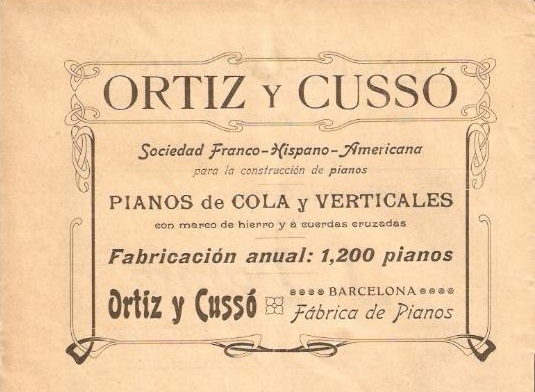 ORTIZ Y CUSSÓ
Sociedad Franco-Hispano-Americana
para la construcción de pianos
PIANOS de COLA y VERTICALES
con marco de hierro y á cuerdas cruzadas
Fabricación anual: 1,200 pianos
Ortiz y Cussó
BARCELONA
Fábrica de Pianos